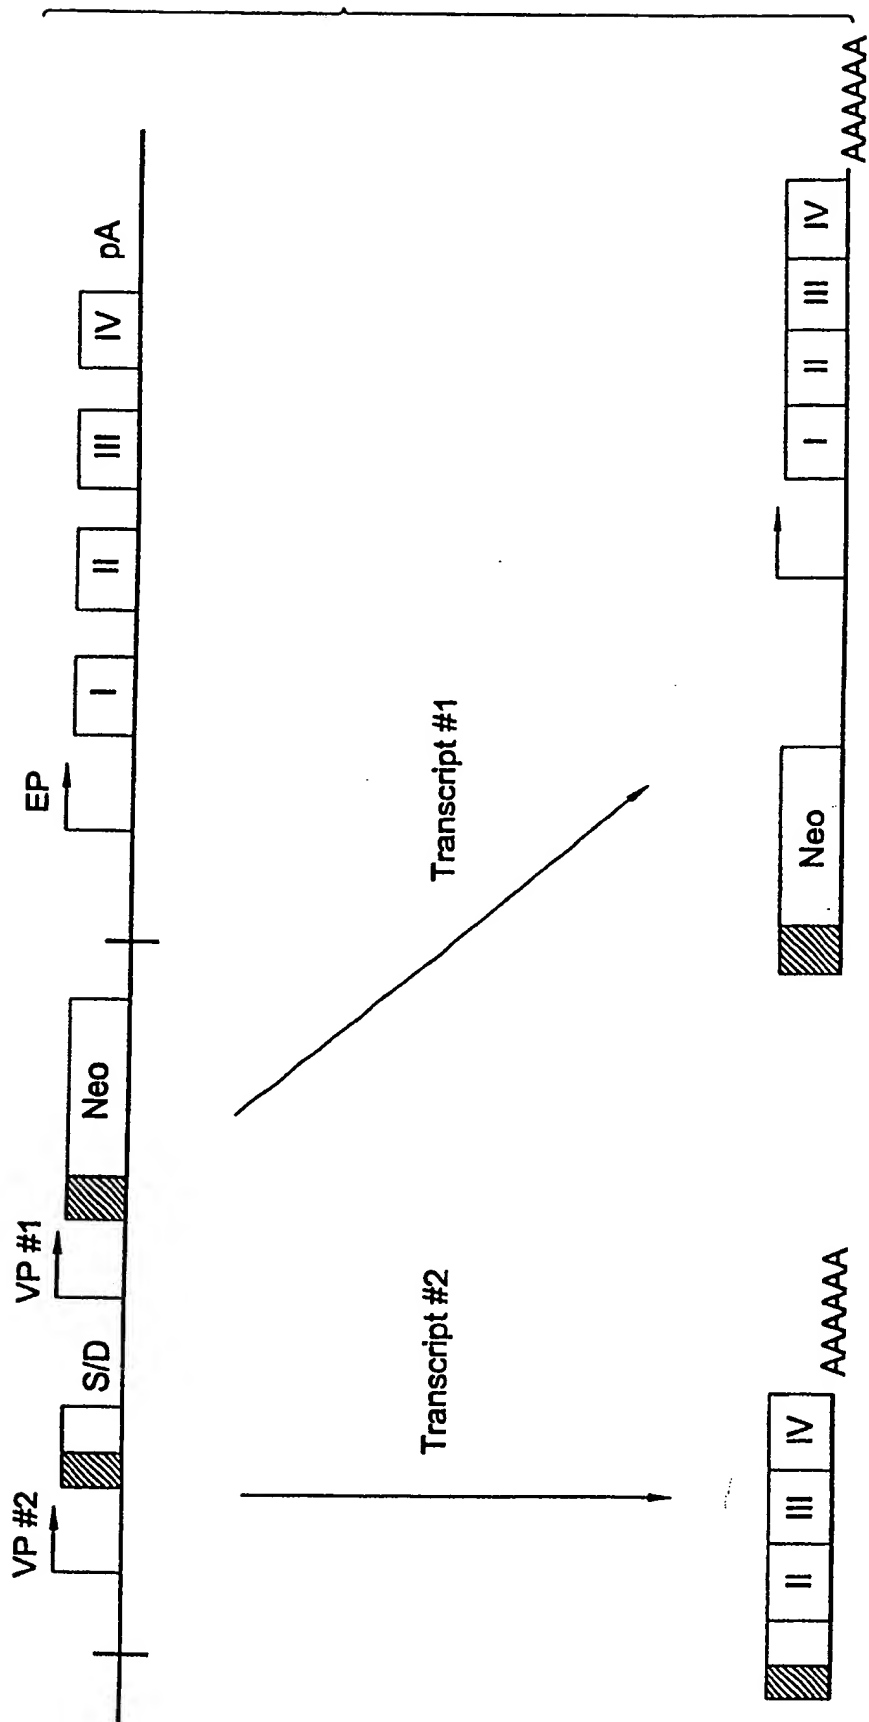 VP #2
S/D
VP #1
Neo
EP
I
II
III
IV
pA
Transcript #2
Transcript #1
II
III
IV
AAAAAA
Neo
I
II
III
IV
AAAAAA